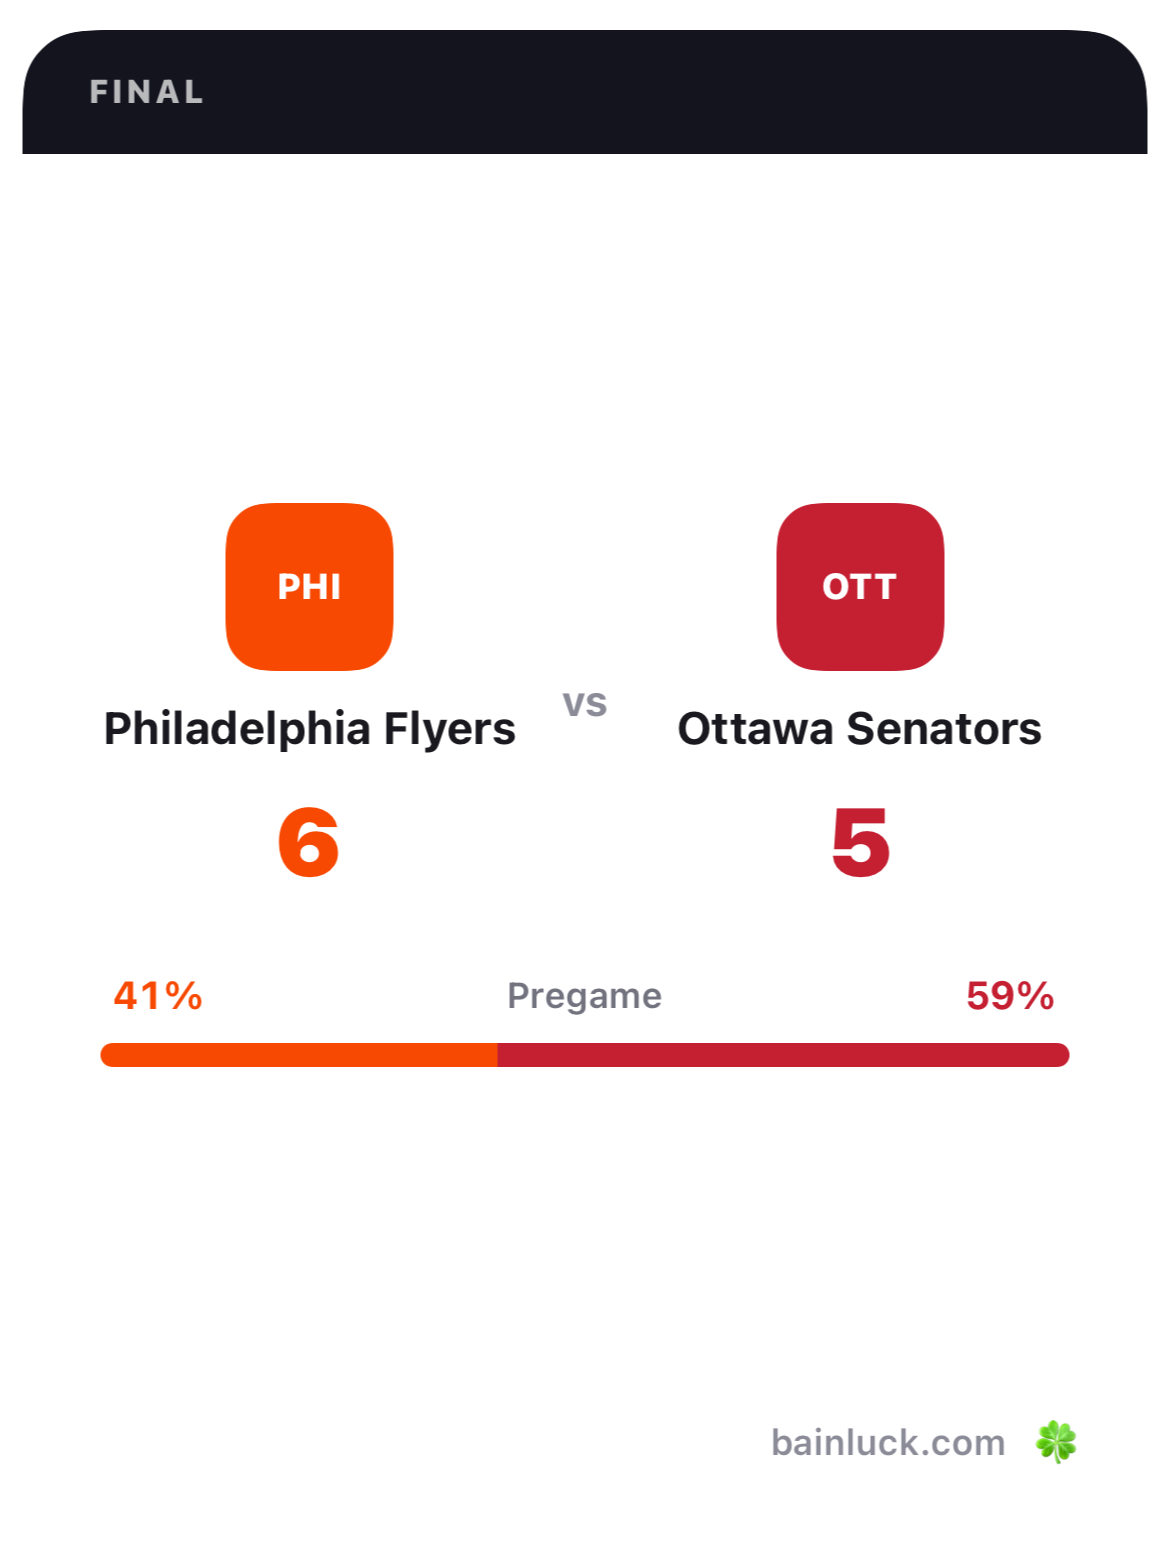 FINAL
PHI
OTT
vs
Philadelphia Flyers
Ottawa Senators
6
5
41%
Pregame
59%
bainluck.com